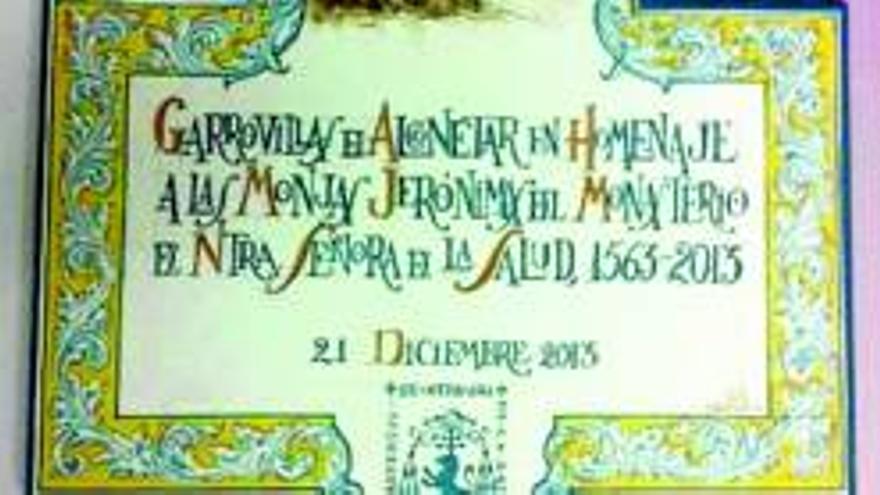 GARROVILLAS DE ALCONETAR EN HOMENAJE
A LAS MONJAS JERÓNIMAS DEL MONASTERIO
DE NTRA. SEÑORA DE LA SALUD, 1563-2013
21 DICIEMBRE 2013